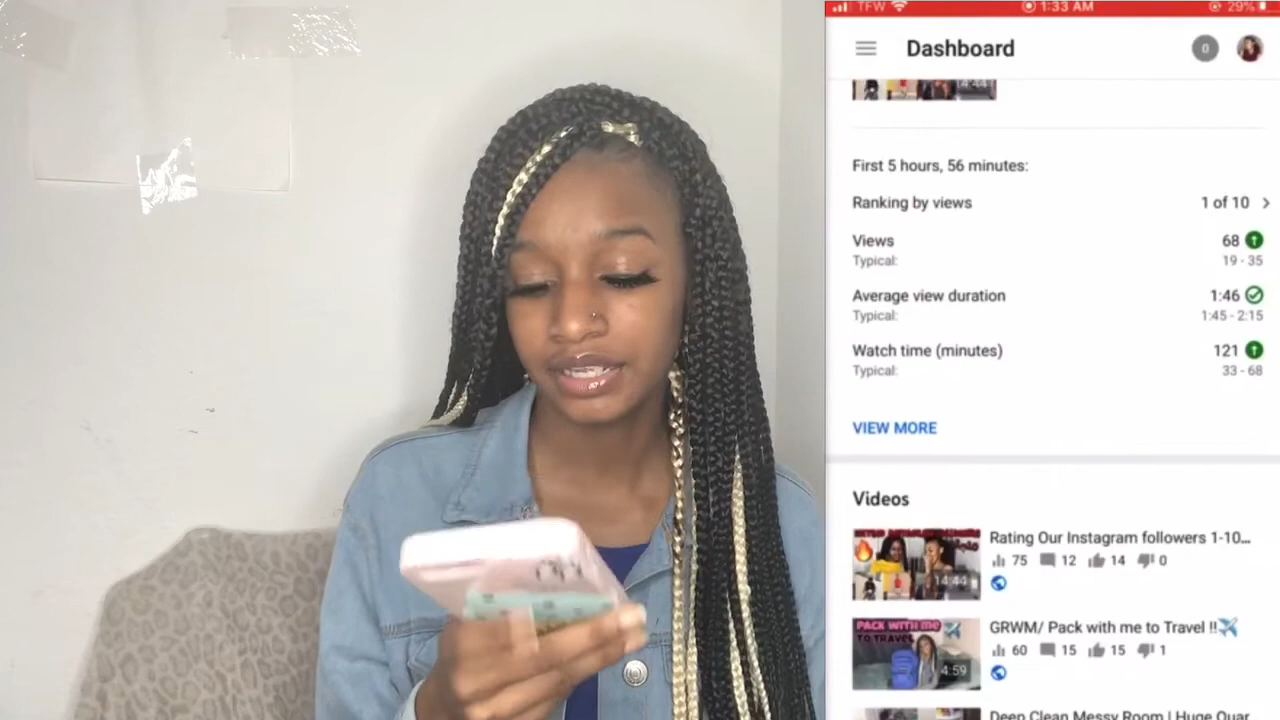 TFW 1:33 AM 29%
Dashboard 0
14:44
First 5 hours, 56 minutes:
Ranking by views 1 of 10
Views 68
Typical: 19 - 35
Average view duration 1:46
Typical: 1:45 - 2:15
Watch time (minutes) 121
Typical: 33 - 68
VIEW MORE
Videos
Rating Our Instagram followers 1-10...
75 12 14 0
14:44
GRWM/ Pack with me to Travel !!✈️
60 15 15 1
PACK WITH ME
TO TRAVEL
4:59
Deep Clean Messy Room | Huge Quar